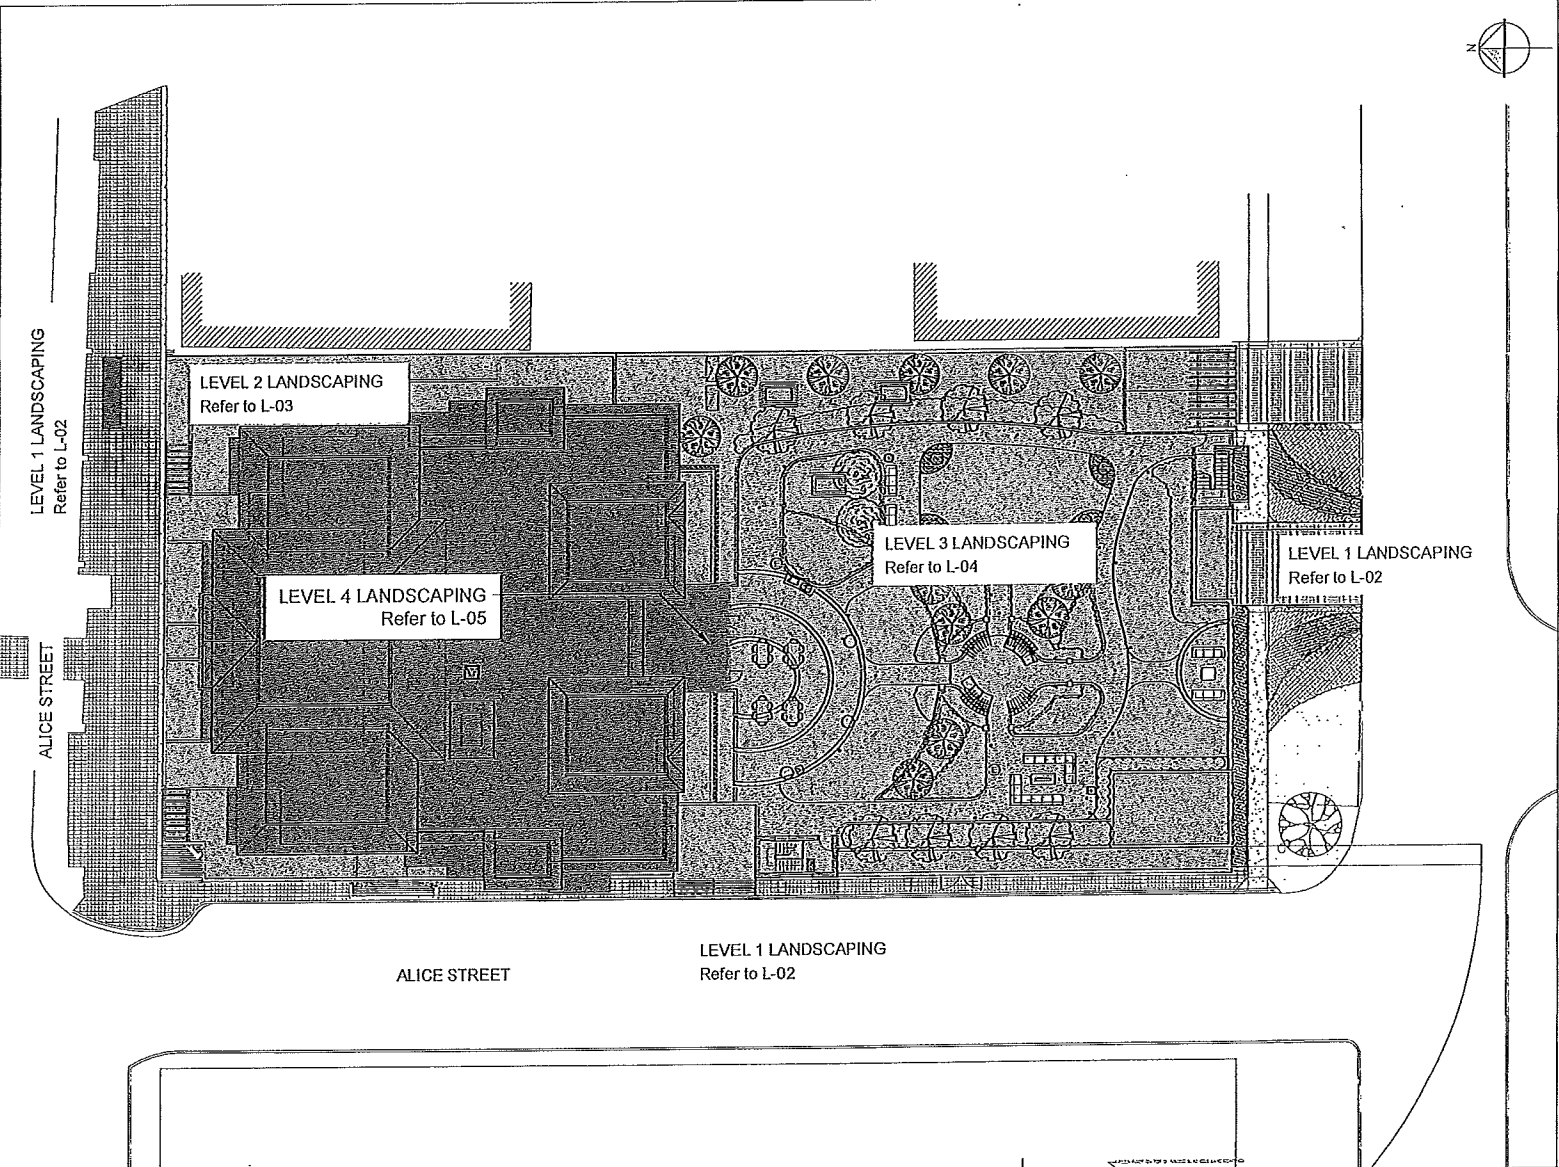 N
LEVEL 2 LANDSCAPING
Refer to L-03
LEVEL 1 LANDSCAPING
Refer to L-02
LEVEL 3 LANDSCAPING
Refer to L-04
LEVEL 1 LANDSCAPING
Refer to L-02
LEVEL 4 LANDSCAPING
Refer to L-05
ALICE STREET
LEVEL 1 LANDSCAPING
Refer to L-02
ALICE STREET